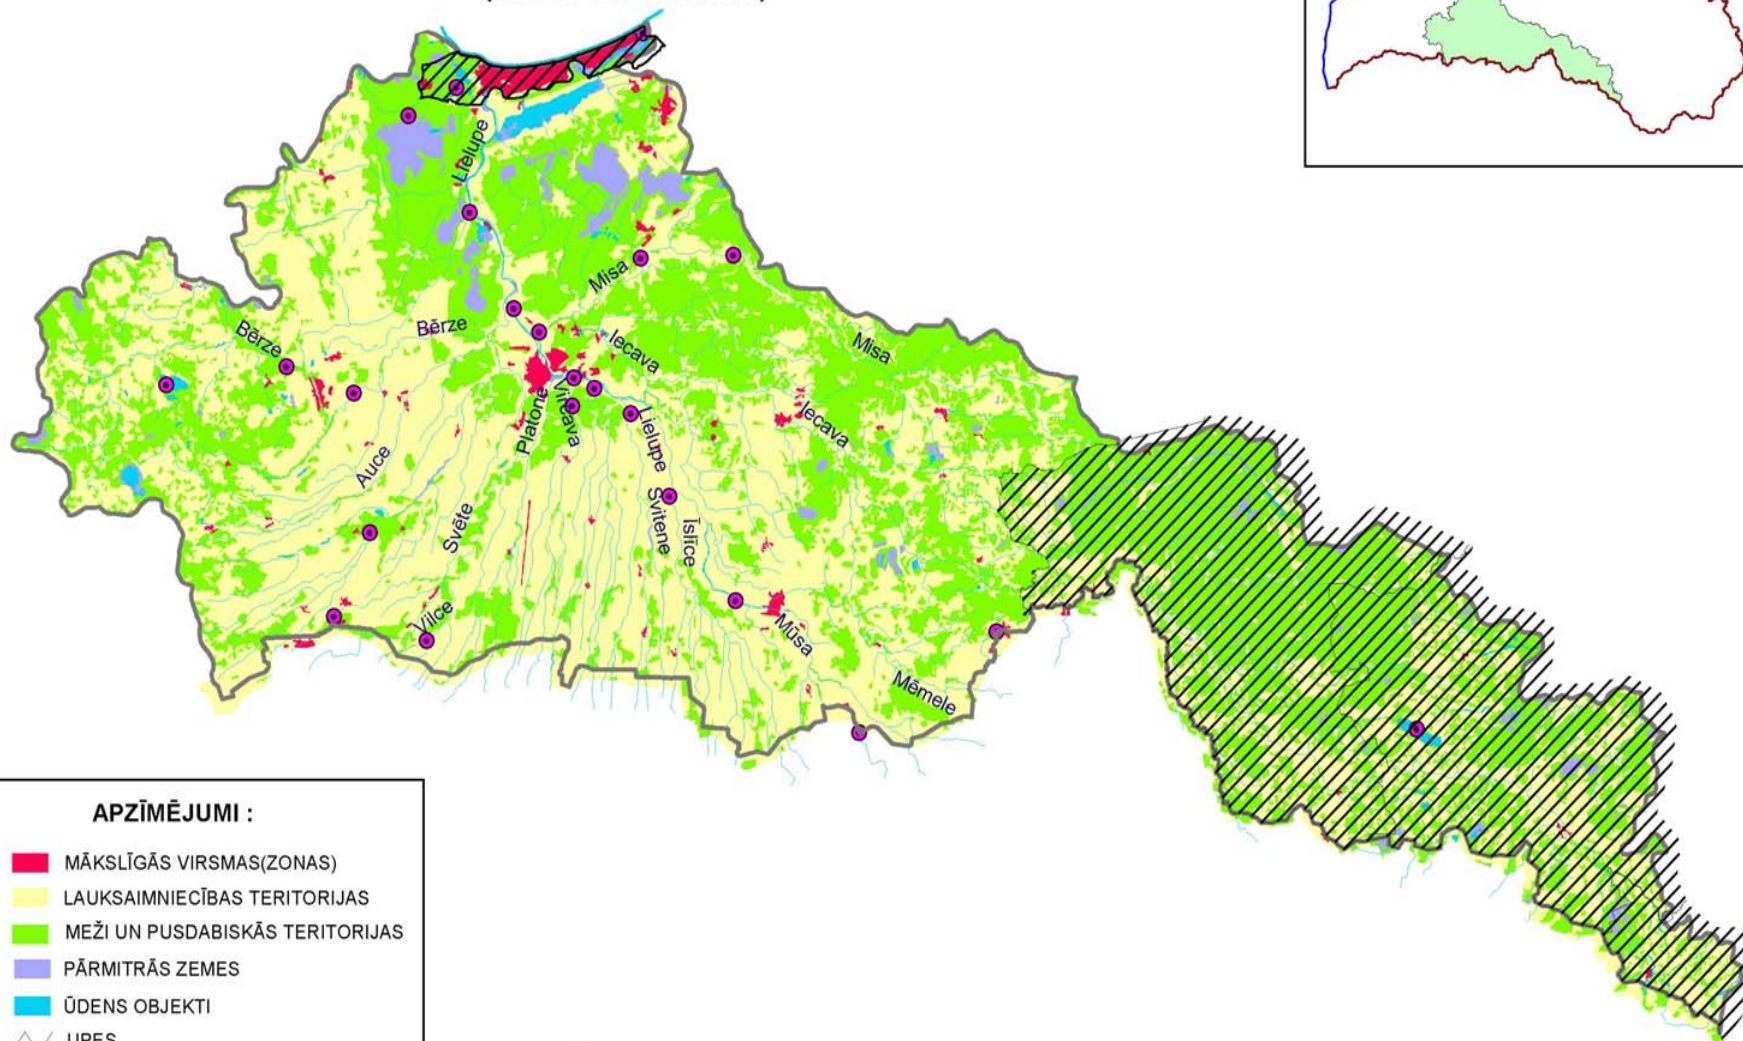 Lielupe
Misa
Bērze
Bērze
Iecava
Misa
Platone
Vircava
Lielupe
Iecava
Auce
Svēte
Svitene
Īslīce
Vilce
Mūsa
Mēmele
APZĪMĒJUMI :
MĀKSLĪGĀS VIRSMAS(ZONAS)
LAUKSAIMNIECĪBAS TERITORIJAS
MEŽI UN PUSDABISKĀS TERITORIJAS
PĀRMITRĀS ZEMES
ŪDENS OBJEKTI
UPES